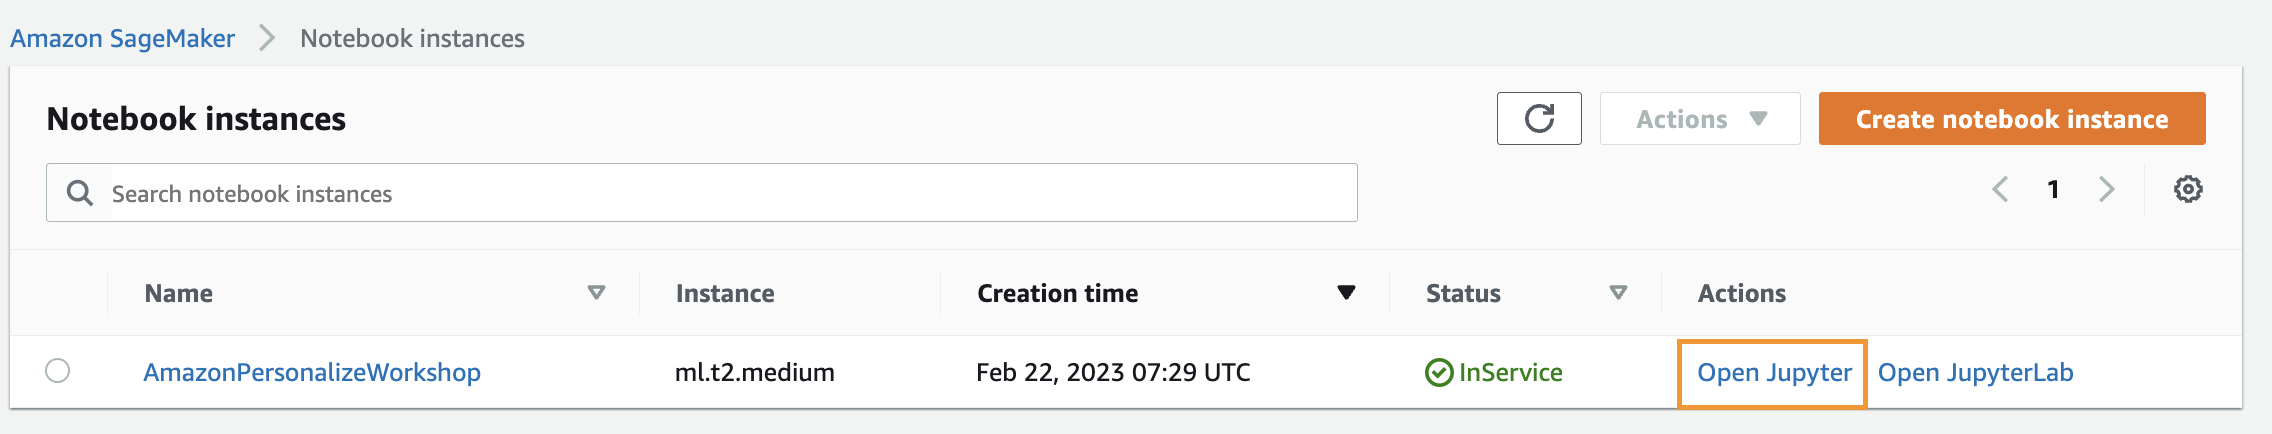 Amazon SageMaker Notebook instances
Notebook instances
Actions
Create notebook instance
Search notebook instances
1
Name Instance Creation time Status Actions
AmazonPersonalizeWorkshop ml.t2.medium Feb 22, 2023 07:29 UTC InService Open Jupyter Open JupyterLab